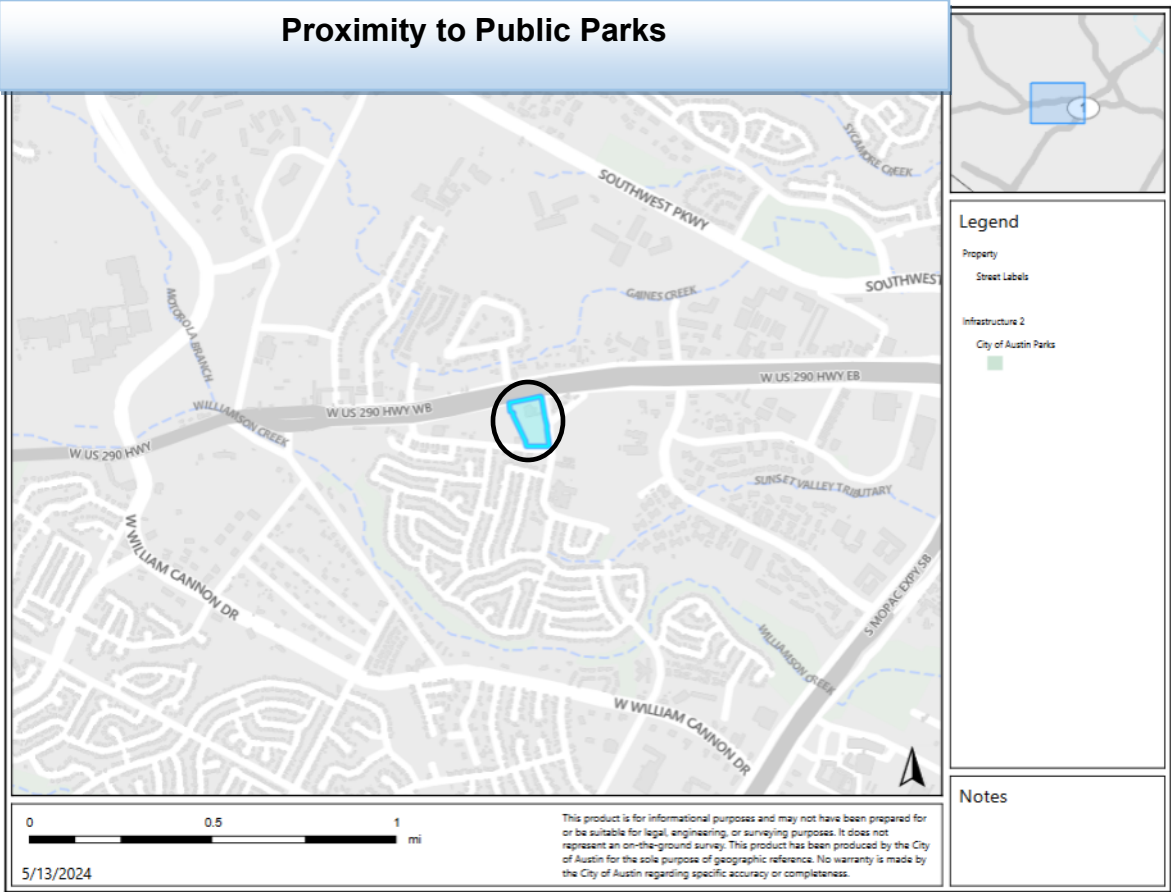 Proximity to Public Parks
SYCAMORE CREEK
SOUTHWEST PKWY
SOUTHWEST
GAINES CREEK
MOTOROLA BRANCH
W US 290 HWY EB
W US 290 HWY WB
WILLIAMSON CREEK
W US 290 HWY
SUNSET VALLEY TRIBUTARY
W WILLIAM CANNON DR
S MOPAC EXPY SB
WILLIAMSON CREEK
W WILLIAM CANNON DR
1
Legend
Property
Street Labels
Infrastructure 2
City of Austin Parks
Notes
0 0.5 1
mi
5/13/2024
This product is for informational purposes and may not have been prepared for
or be suitable for legal, engineering, or surveying purposes. It does not
represent an on-the-ground survey. This product has been produced by the City
of Austin for the sole purpose of geographic reference. No warranty is made by
the City of Austin regarding specific accuracy or completeness.